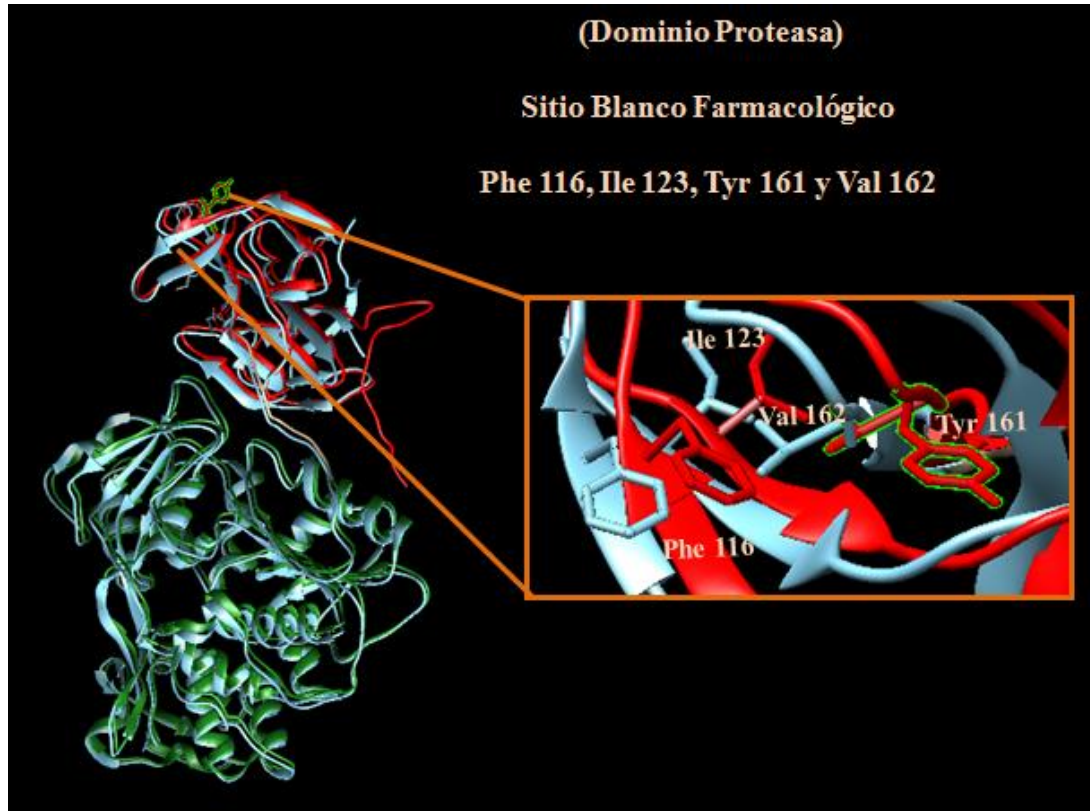 (Dominio Proteasa)
Sitio Blanco Farmacológico
Phe 116, Ile 123, Tyr 161 y Val 162
Ile 123
Val 162
Tyr 161
Phe 116